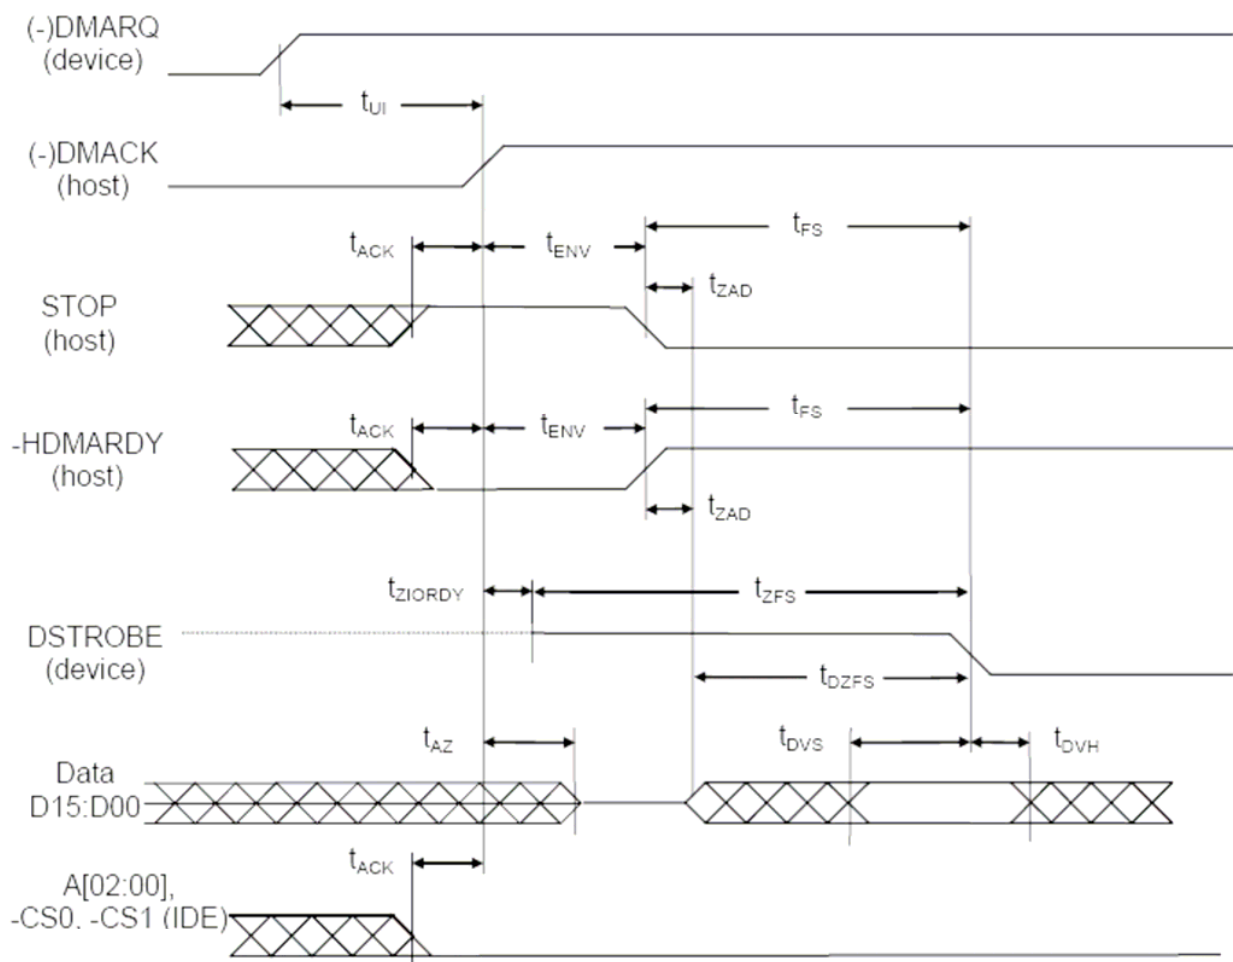 (-)DMARQ
(device)
tUI
(-)DMACK
(host)
tFS
tACK
tENV
tZAD
STOP
(host)
tFS
tACK
tENV
-HDMARDY
(host)
tZAD
tZIORDY
tZFS
DSTROBE
(device)
tDZFS
tAZ
tDVS
tDVH
Data
D15:D00
tACK
A[02:00],
-CS0. -CS1 (IDE)